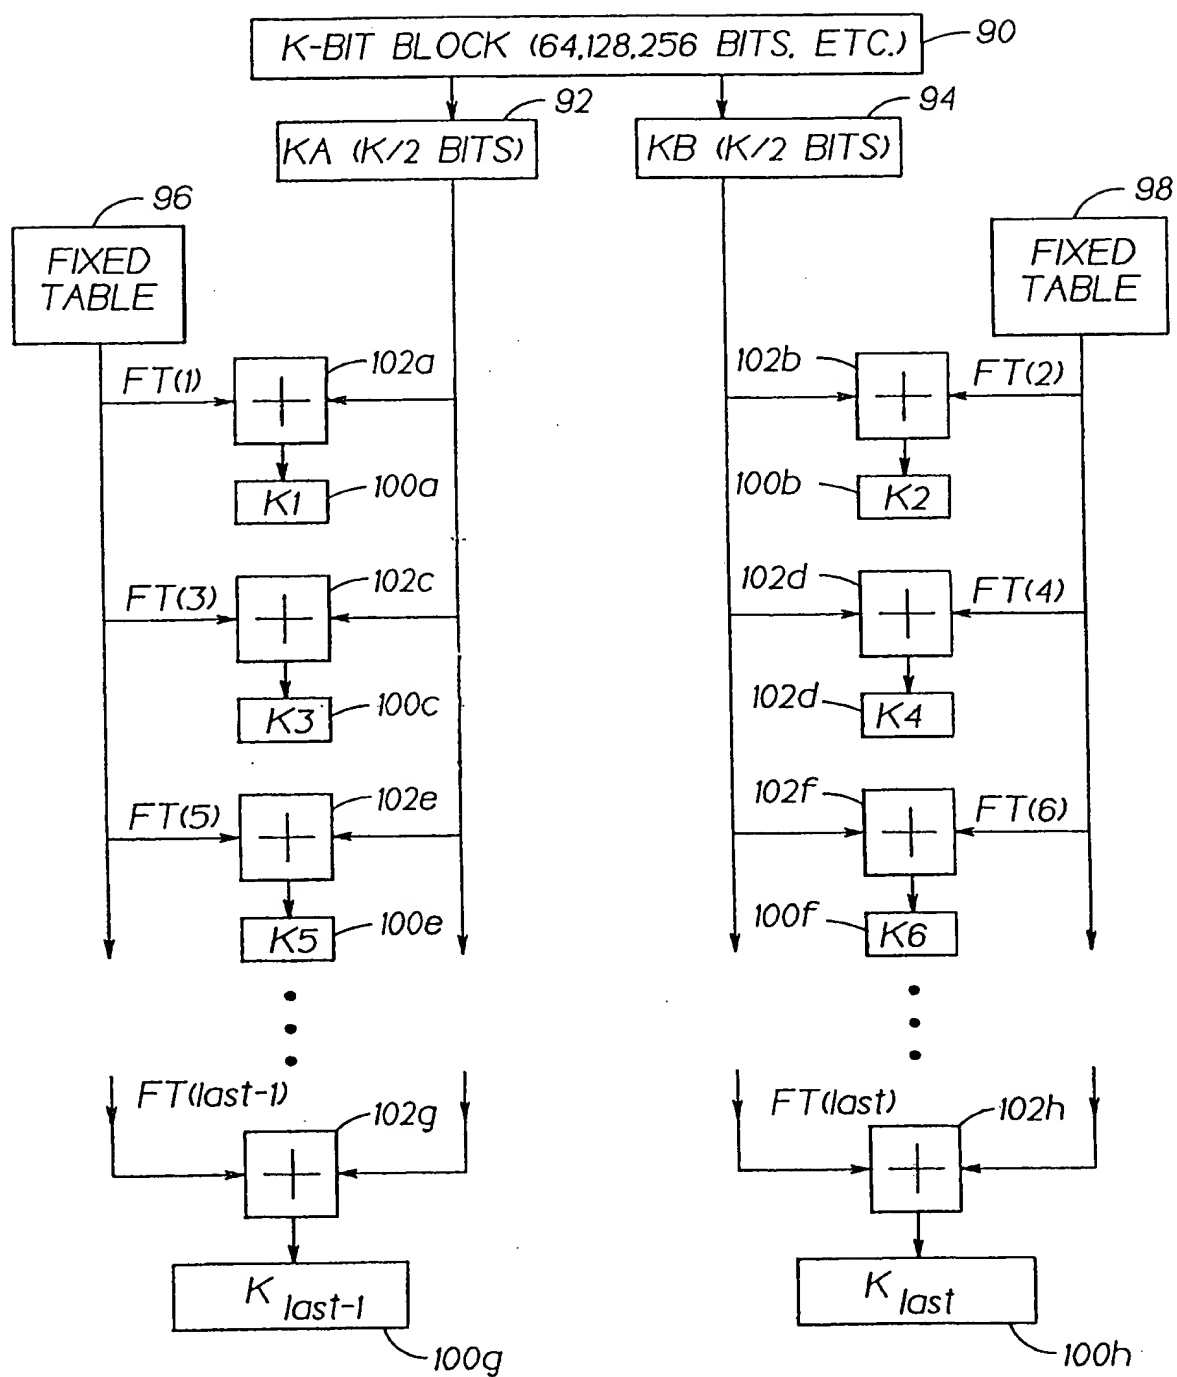 K-BIT BLOCK (64,128,256 BITS, ETC.)
90
92
94
KA (K/2 BITS)
KB (K/2 BITS)
96
98
FIXED
TABLE
FIXED
TABLE
FT(1)
102a
102b
FT(2)
K1
100a
100b
K2
FT(3)
102c
102d
FT(4)
K3
100c
102d
K4
FT(5)
102e
102f
FT(6)
K5
100e
100f
K6
FT(last-1)
102g
FT(last)
102h
K last-1
K last
100g
100h